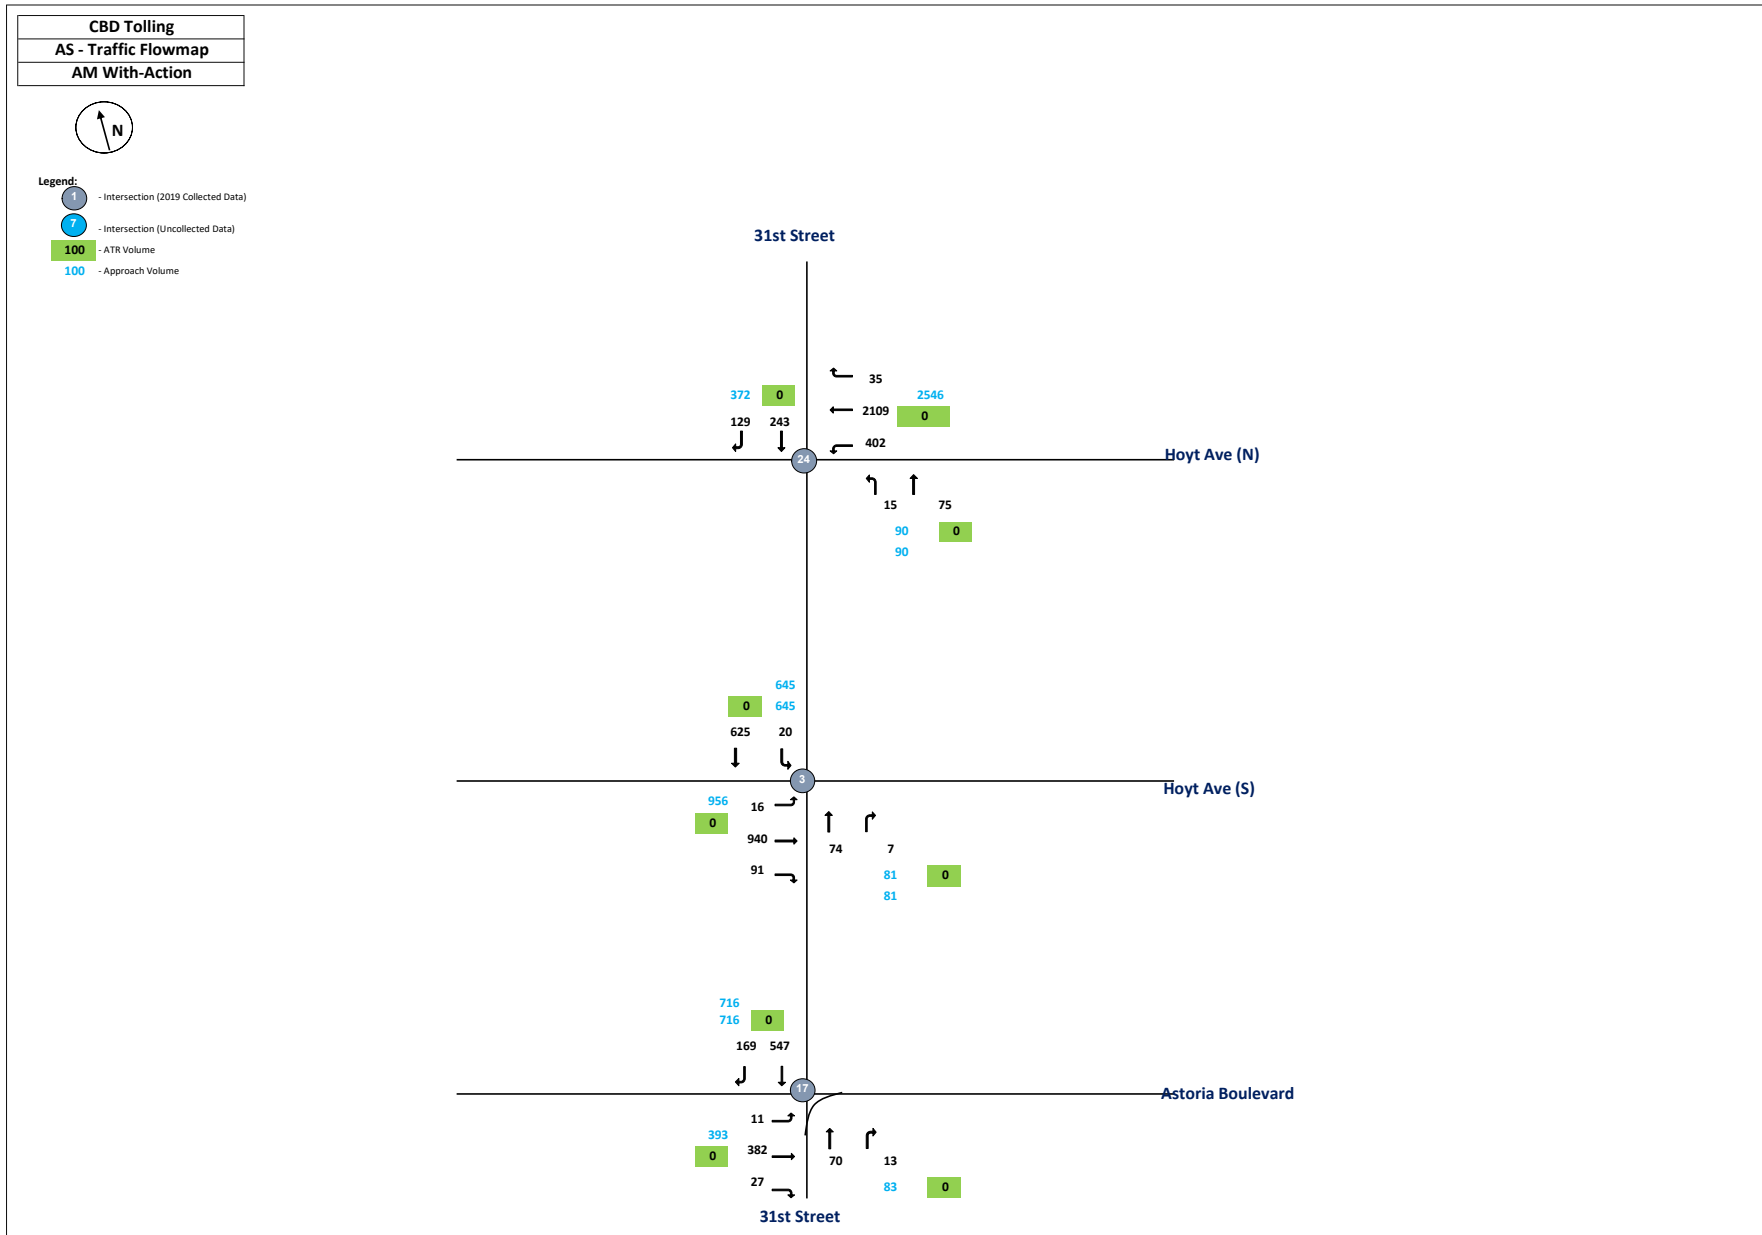 CBD Tolling
AS - Traffic Flowmap
AM With-Action
N
Legend:
1 - Intersection (2019 Collected Data)
7 - Intersection (Uncollected Data)
100 - ATR Volume
100 - Approach Volume
31st Street
35
372 0 2546
2109 0
129 243
402
24
Hoyt Ave (N)
15 75
90 0
90
645
0 645
625 20
3
Hoyt Ave (S)
956 16
0
940 74 7
91 81 0
81
716
716 0
169 547
17
Astoria Boulevard
11
393
0 382 70 13
27 83 0
31st Street